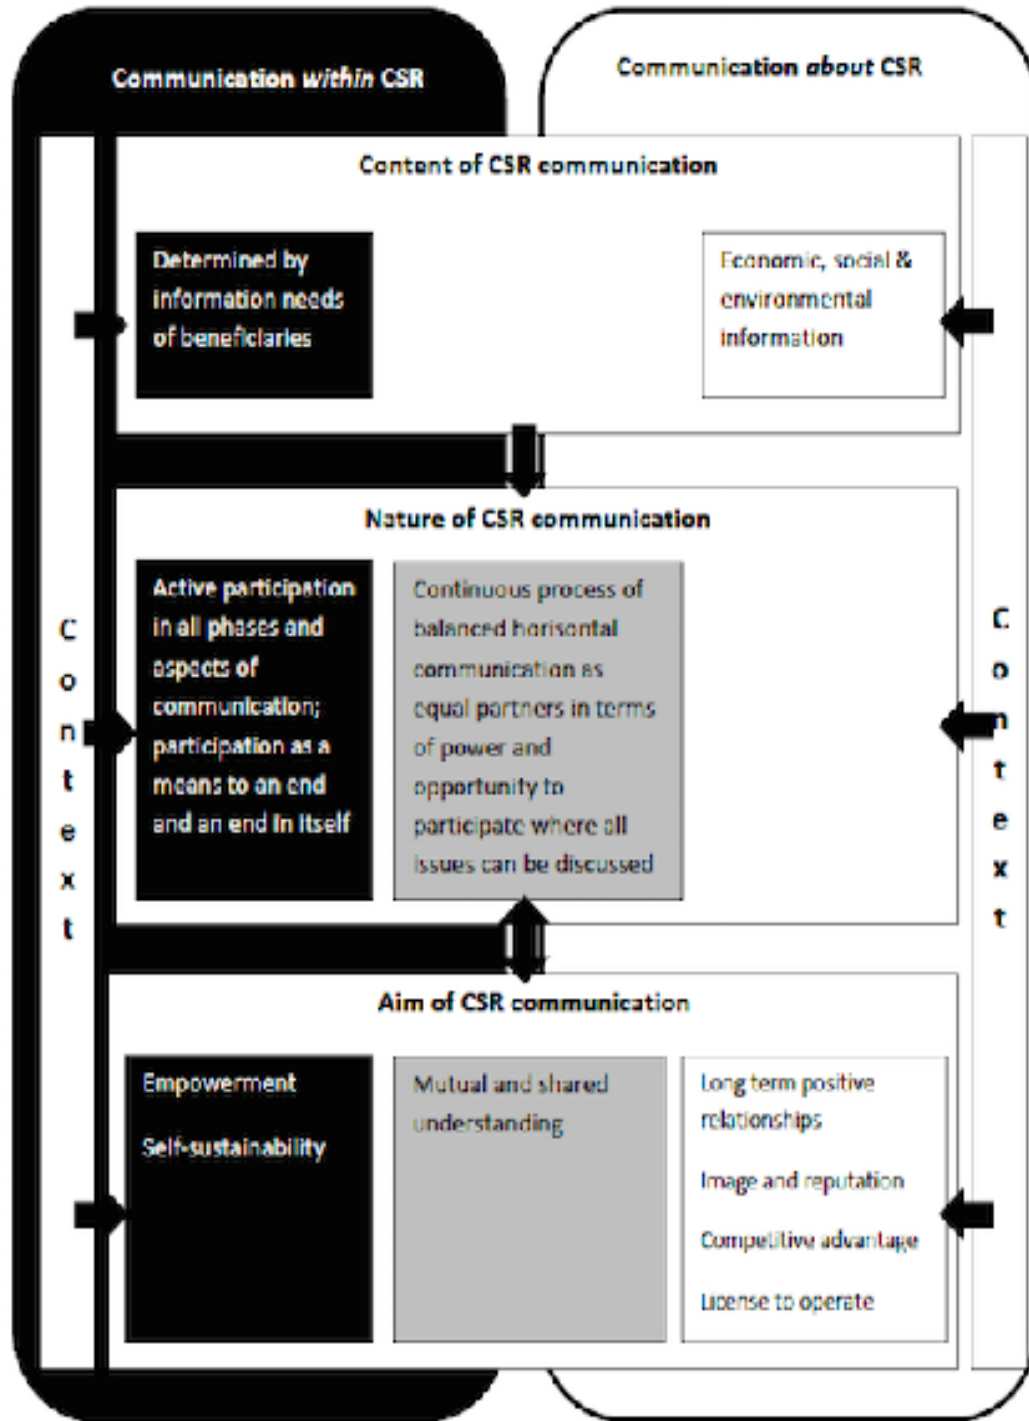 Communication within CSR
Communication about CSR
Content of CSR communication
Determined by
information needs
of beneficiaries
Economic, social &
environmental
information
Nature of CSR communication
Active participation
in all phases and
aspects of
communication;
participation as a
means to an end
and an end in itself
Continuous process of
balanced horisontal
communication as
equal partners in terms
of power and
opportunity to
participate where all
issues can be discussed
Context
Context
Aim of CSR communication
Empowerment
Self-sustainability
Mutual and shared
understanding
Long term positive
relationships
Image and reputation
Competitive advantage
License to operate